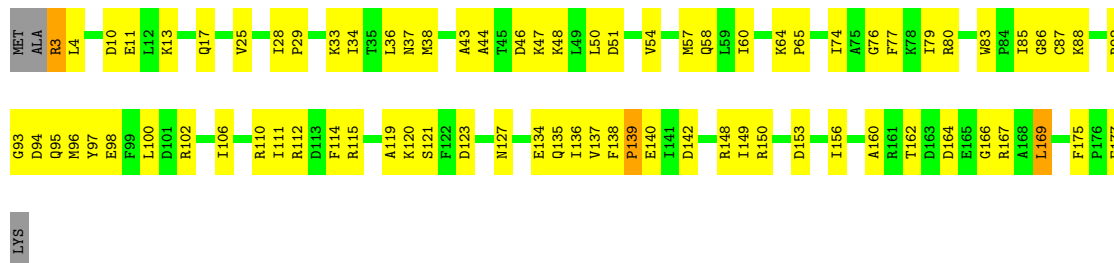 MET ALA R3 L4 D10 E11 L12 K13 Q17 V25 I28 P29 K33 I34 T35 L36 N37 M38 A43 A44 T45 D46 K47 K48 L49 L50 D51 V54 M57 Q58 L59 I60 K64 P65 I74 A75 G76 F77 K78 I79 R80 W83 P84 I85 G86 C87 K88
G93 D94 Q95 M96 Y97 E98 F99 L100 D101 R102 I106 R110 I111 R112 D113 F114 R115 A119 K120 S121 F122 D123 N127 E134 Q135 I136 V137 F138 P139 E140 I141 D142 R148 I149 R150 D153 I156 A160 R161 T162 D163 D164 E165 G166 R167 A168 L169 F175 P176
LYS